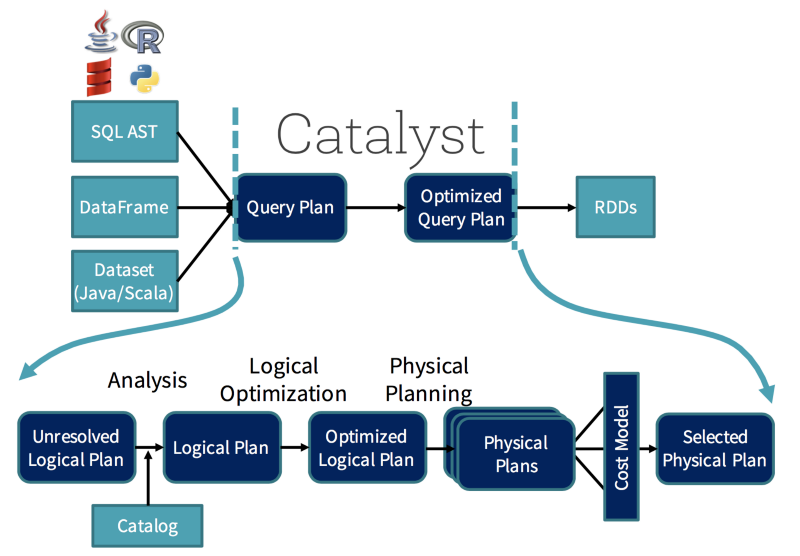 R
SQL AST
Catalyst
DataFrame
Query Plan
Optimized
Query Plan
RDDs
Dataset
(Java/Scala)
Analysis
Logical
Optimization
Physical
Planning
Unresolved
Logical Plan
Logical Plan
Optimized
Logical Plan
Physical
Plans
Cost Model
Selected
Physical Plan
Catalog